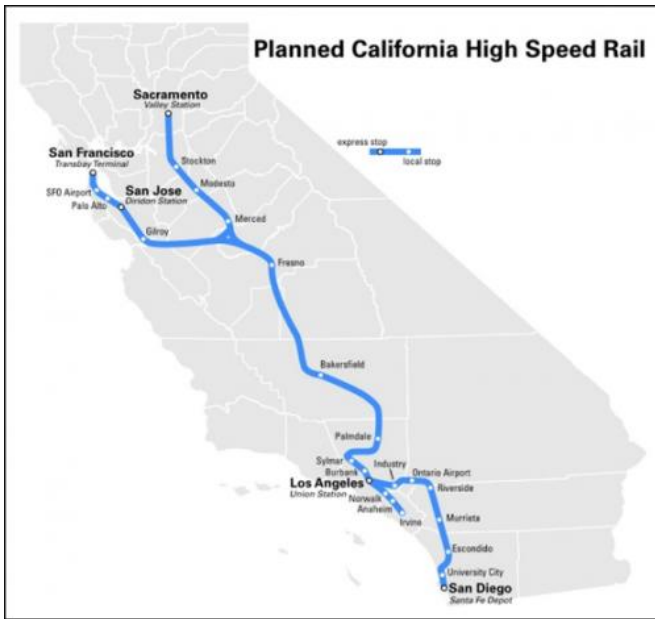 Planned California High Speed Rail
Sacramento
Valley Station
express stop
local stop
San Francisco
Transbay Terminal
Stockton
Modesto
SFO Airport
San Jose
Diridon Station
Palo Alto
Merced
Gilroy
Fresno
Bakersfield
Palmdale
Sylmar
Industry
Burbank
Ontario Airport
Los Angeles
Union Station
Riverside
Norwalk
Anaheim
Irvine
Murrieta
Escondido
University City
San Diego
Santa Fe Depot